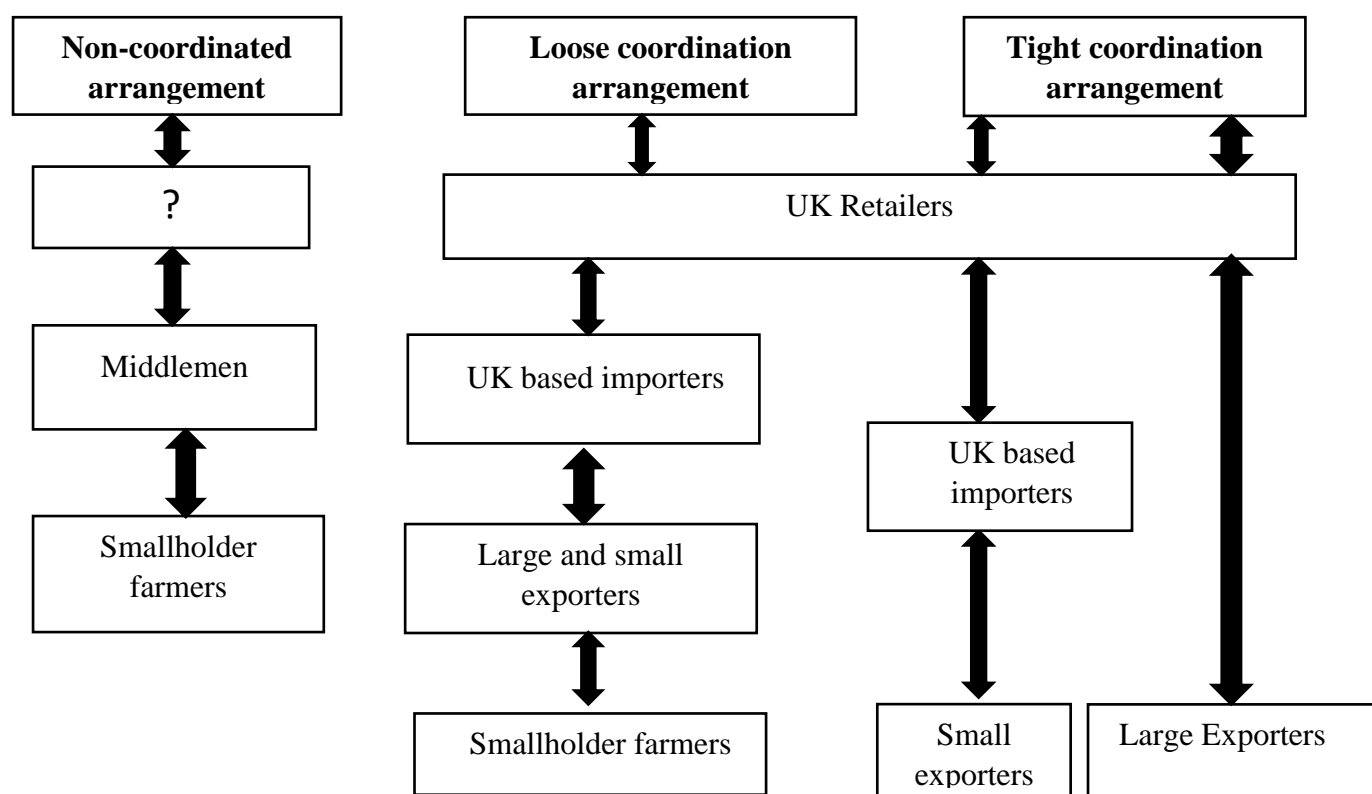 Non-coordinated
arrangement
Loose coordination
arrangement
Tight coordination
arrangement
?
UK Retailers
Middlemen
UK based importers
UK based
importers
Smallholder
farmers
Large and small
exporters
Smallholder farmers
Small
exporters
Large Exporters